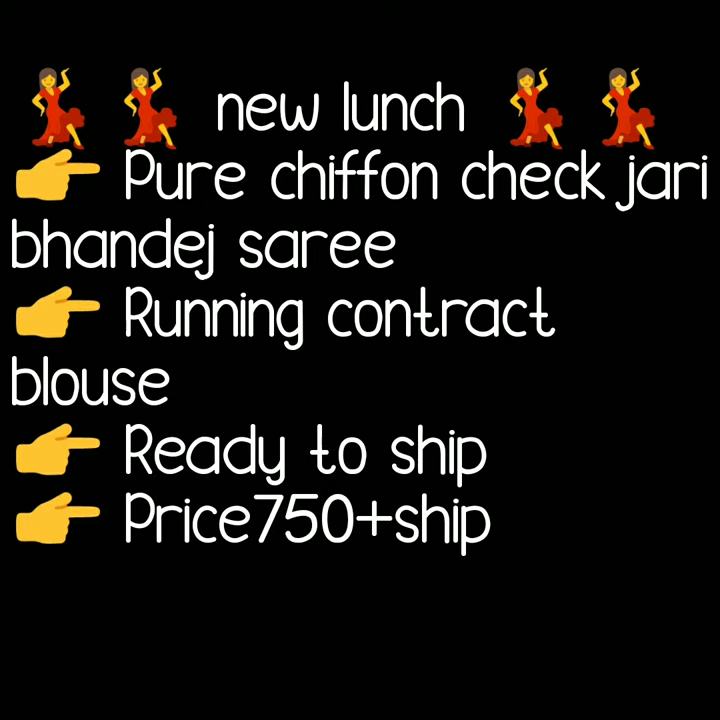 💃 💃 new lunch 💃 💃
👉 Pure chiffon check jari
bhandej saree
👉 Running contract
blouse
👉 Ready to ship
👉 Price750+ship